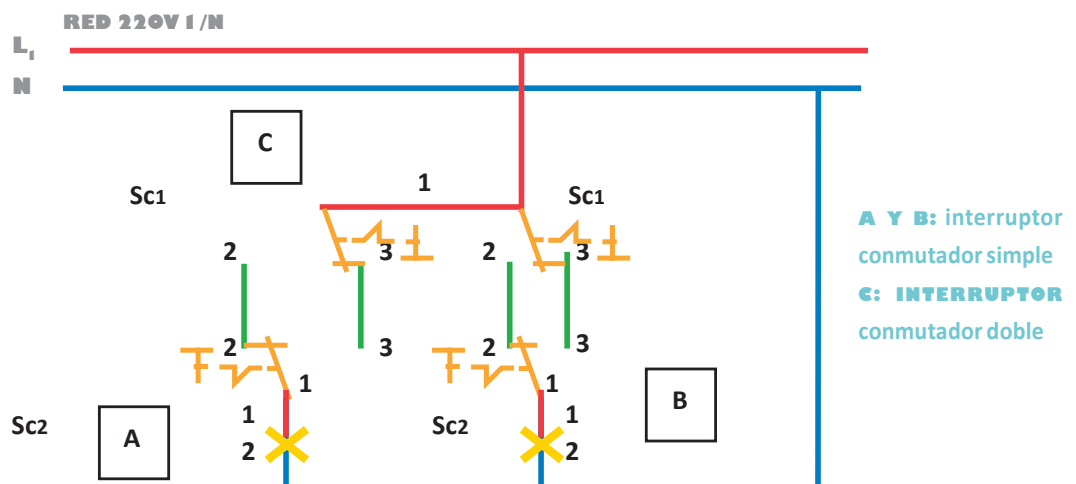 RED 220V 1 /N
L1
N
C
Sc1
1
Sc1
2
3
2
3
2
3
2
3
1
1
Sc2
A
1
2
Sc2
1
2
B
A Y B: interruptor
conmutador simple
C: INTERRUPTOR
conmutador doble